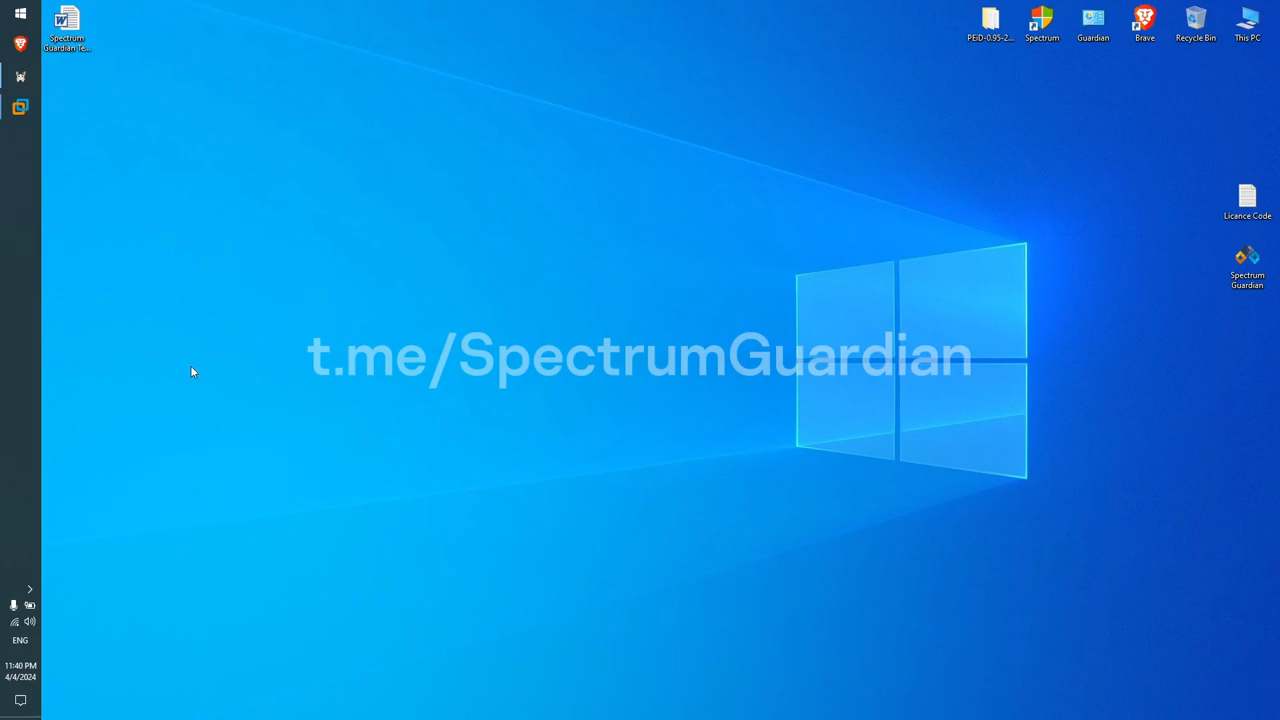 Spectrum
Guardian Te...
PEiD-0.95-2...
Spectrum
Guardian
Brave
Recycle Bin
This PC
Licance Code
Spectrum
Guardian
t.me/SpectrumGuardian
ENG
11:40 PM
4/4/2024